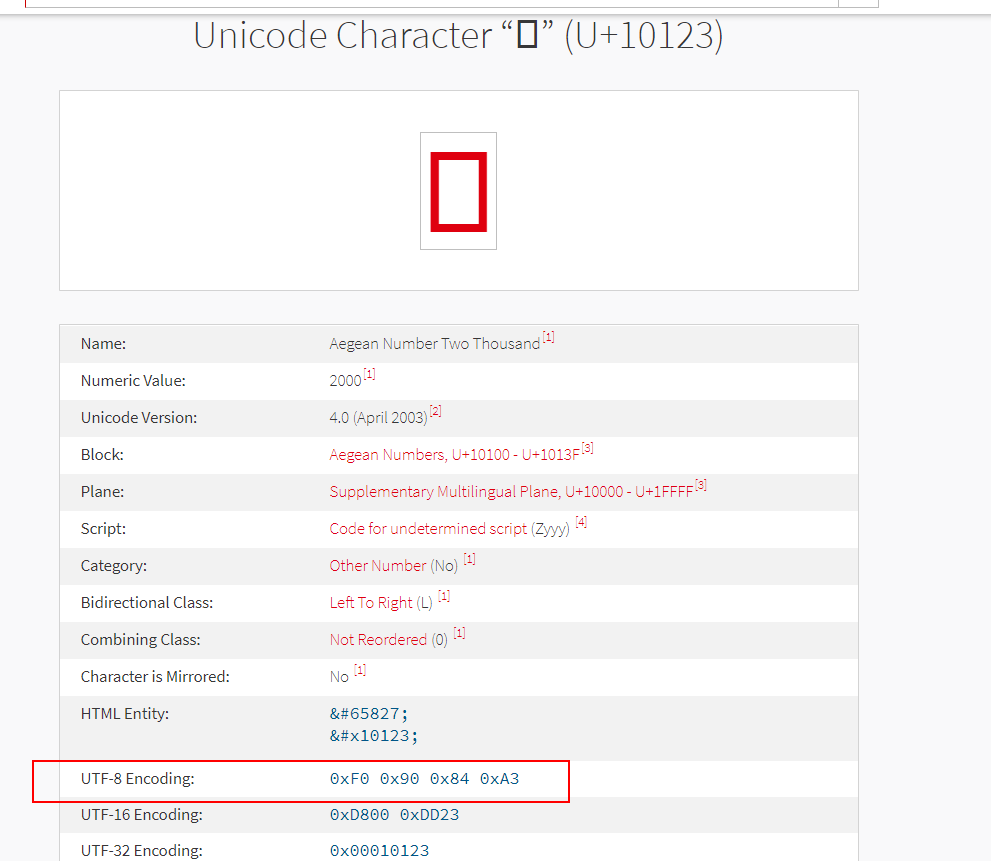 Unicode Character “𐄣” (U+10123)
𐄣
Name: Aegean Number Two Thousand[1]
Numeric Value: 2000[1]
Unicode Version: 4.0 (April 2003)[2]
Block: Aegean Numbers, U+10100 - U+1013F[3]
Plane: Supplementary Multilingual Plane, U+10000 - U+1FFFF[3]
Script: Code for undetermined script (Zyyy) [4]
Category: Other Number (No) [1]
Bidirectional Class: Left To Right (L) [1]
Combining Class: Not Reordered (0) [1]
Character is Mirrored: No [1]
HTML Entity: &#65827;
&#x10123;
UTF-8 Encoding: 0xF0 0x90 0x84 0xA3
UTF-16 Encoding: 0xD800 0xDD23
UTF-32 Encoding: 0x00010123